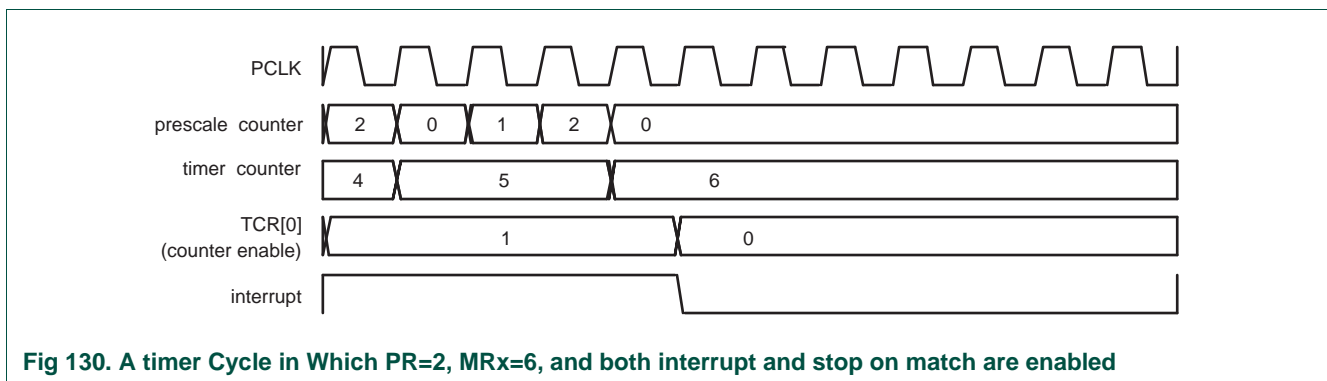 PCLK
prescale counter 2 0 1 2 0
timer counter 4 5 6
TCR[0]
(counter enable) 1 0
interrupt
Fig 130. A timer Cycle in Which PR=2, MRx=6, and both interrupt and stop on match are enabled